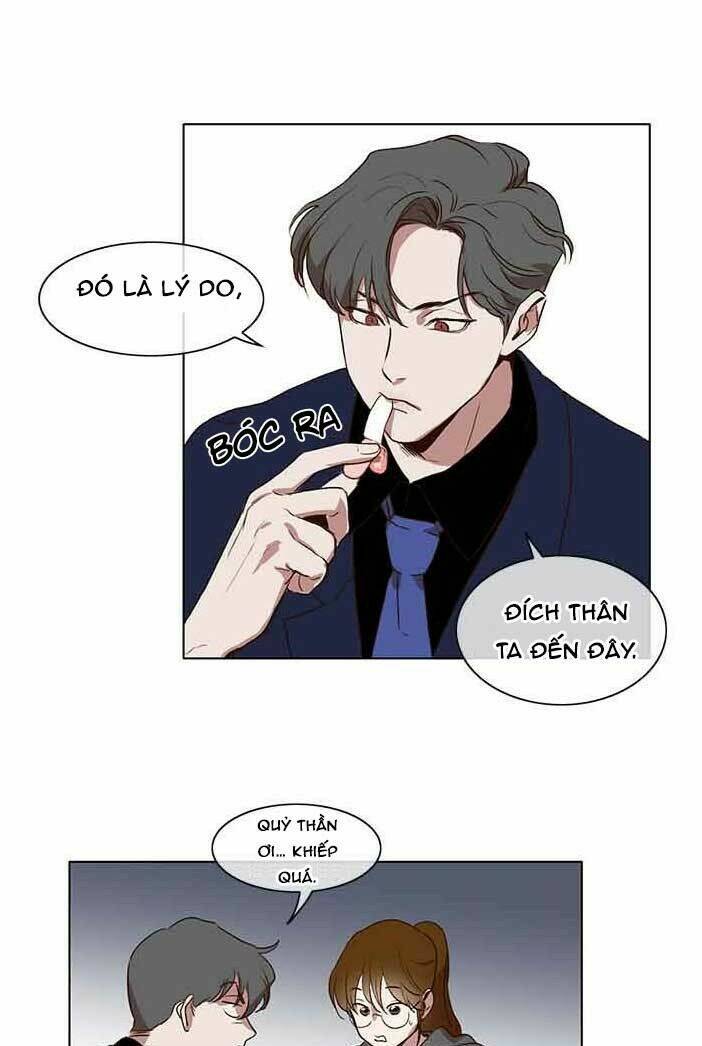 ĐÓ LÀ LÝ DO,
BÓC RA
ĐÍCH THÂN
TA ĐẾN ĐÂY.
QUỶ THẦN
ƠI... KHIẾP
QUÁ.